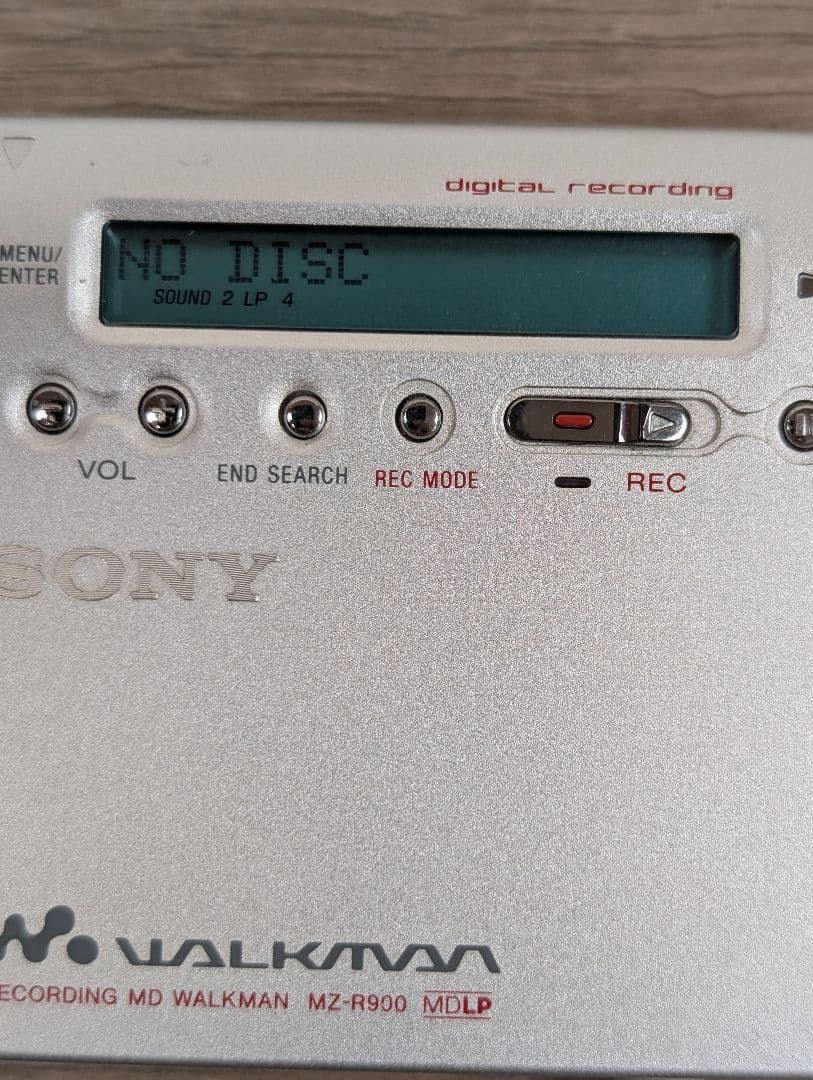 digital recording
MENU/
ENTER
NO DISC
SOUND 2 LP 4
VOL
END SEARCH
REC MODE
REC
SONY
WALKMAN
ECORDING MD WALKMAN MZ-R900 MDLP